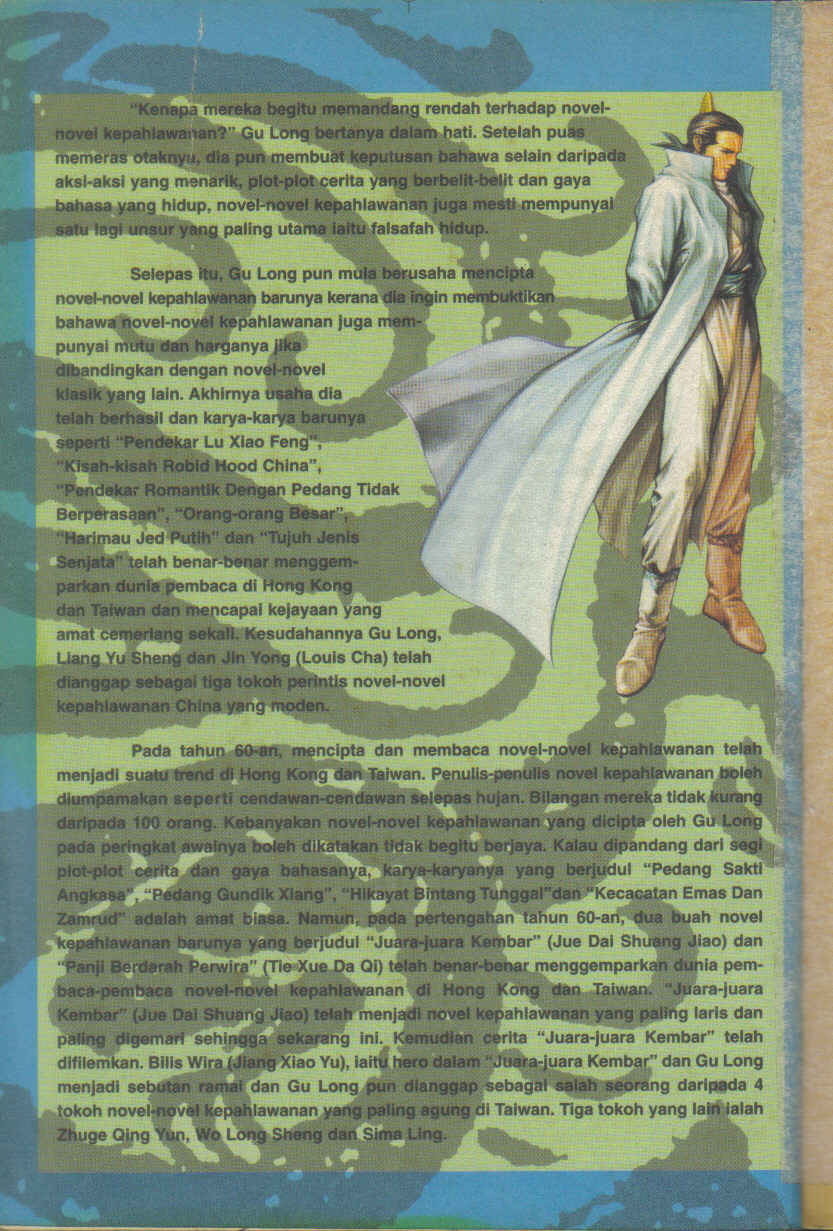 “Kenapa mereka begitu memandang rendah terhadap novel-
novel kepahlawanan?” Gu Long bertanya dalam hati. Setelah puas
memeras otaknya, dia pun membuat keputusan bahawa selain daripada
aksi-aksi yang menarik, plot-plot cerita yang berbelit-belit dan gaya
bahasa yang hidup, novel-novel kepahlawanan juga mesti mempunyai
satu lagi unsur yang paling utama iaitu falsafah hidup.
Selepas itu, Gu Long pun mula berusaha mencipta
novel-novel kepahlawanan barunya kerana dia ingin membuktikan
bahawa novel-novel kepahlawanan juga mem-
punyai mutu dan harganya jika
dibandingkan dengan novel-novel
klasik yang lain. Akhirnya usaha dia
telah berhasil dan karya-karya barunya
seperti “Pendekar Lu Xiao Feng”,
“Kisah-kisah Robid Hood China”,
“Pendekar Romantik Dengan Pedang Tidak
Berperasaan”, “Orang-orang Besar”,
“Harimau Jed Putih” dan “Tujuh Jenis
Senjata” telah benar-benar menggem-
parkan dunia pembaca di Hong Kong
dan Taiwan dan mencapai kejayaan yang
amat cemerlang sekali. Kesudahannya Gu Long,
Liang Yu Sheng dan Jin Yong (Louis Cha) telah
dianggap sebagai tiga tokoh perintis novel-novel
kepahlawanan China yang moden.
Pada tahun 60-an, mencipta dan membaca novel-novel kepahlawanan telah
menjadi suatu trend di Hong Kong dan Taiwan. Penulis-penulis novel kepahlawanan boleh
diumpamakan seperti cendawan-cendawan selepas hujan. Bilangan mereka tidak kurang
daripada 100 orang. Kebanyakan novel-novel kepahlawanan yang dicipta oleh Gu Long
pada peringkat awalnya boleh dikatakan tidak begitu berjaya. Kalau dipandang dari segi
plot-plot cerita dan gaya bahasanya, karya-karyanya yang berjudul “Pedang Sakti
Angkasa”, “Pedang Gundik Xiang”, “Hikayat Bintang Tunggal”dan “Kecacatan Emas Dan
Zamrud” adalah amat biasa. Namun, pada pertengahan tahun 60-an, dua buah novel
kepahlawanan barunya yang berjudul “Juara-juara Kembar” (Jue Dai Shuang Jiao) dan
“Panji Berdarah Perwira” (Tie Xue Da Qi) telah benar-benar menggemparkan dunia pem-
baca-pembaca novel-novel kepahlawanan di Hong Kong dan Taiwan. “Juara-juara
Kembar” (Jue Dai Shuang Jiao) telah menjadi novel kepahlawanan yang paling laris dan
paling digemari sehingga sekarang ini. Kemudian cerita “Juara-juara Kembar” telah
difilemkan. Bilis Wira (Jiang Xiao Yu), iaitu hero dalam “Juara-juara Kembar” dan Gu Long
menjadi sebutan ramai dan Gu Long pun dianggap sebagai salah seorang daripada 4
tokoh novel-novel kepahlawanan yang paling agung di Taiwan. Tiga tokoh yang lain ialah
Zhuge Qing Yun, Wo Long Sheng dan Sima Ling.